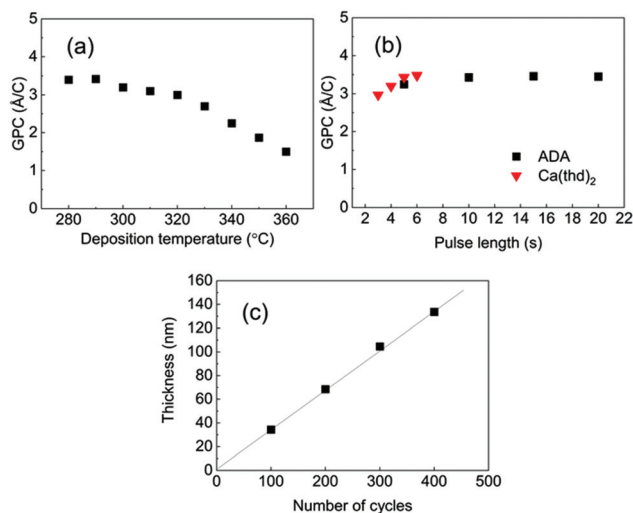 (a)
GPC (Å/C)
5
4
3
2
1
0
280 300 320 340 360
Deposition temperature (°C)
(b)
GPC (Å/C)
5
4
3
2
1
0
ADA
Ca(thd)2
2 4 6 8 10 12 14 16 18 20 22
Pulse length (s)
(c)
Thickness (nm)
160
140
120
100
80
60
40
20
0
100 200 300 400 500
Number of cycles